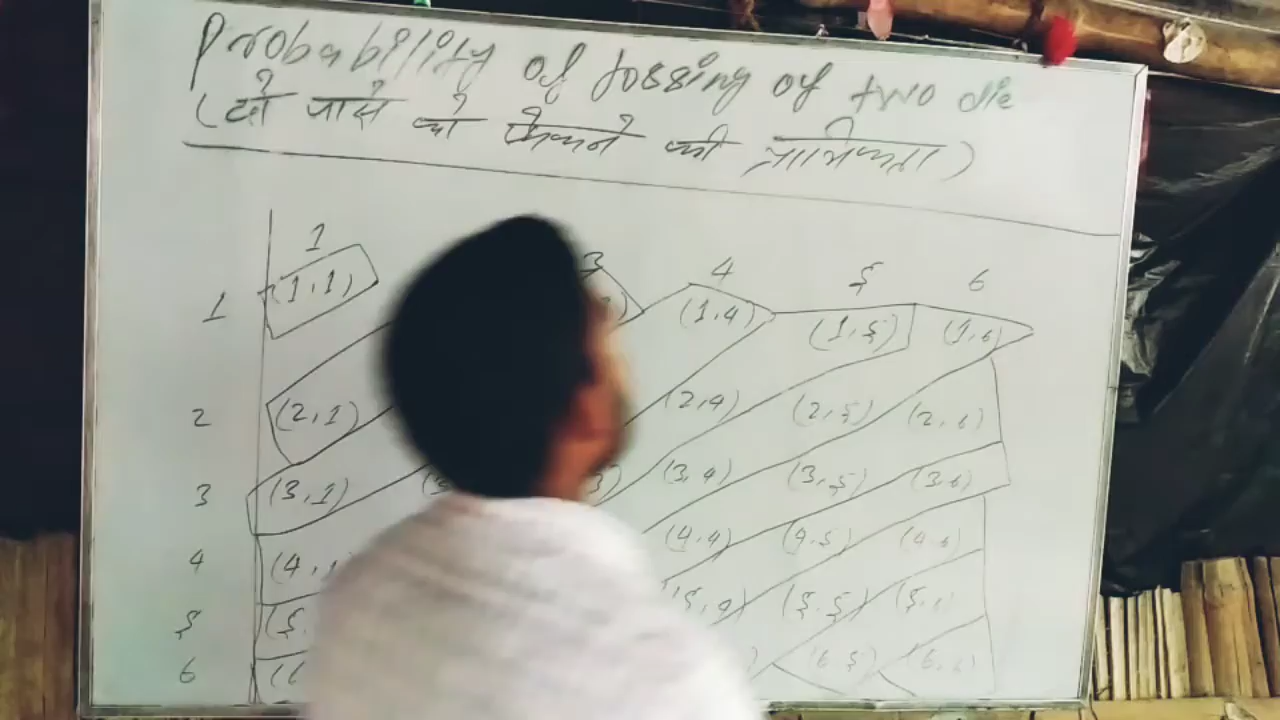 Probability of tossing of two die
(दो पासे को फेंकने की प्रायिकता)
1 3 4 5 6
1 (1,1) (1,4) (1,5) (1,6)
2 (2,1) (2,4) (2,5) (2,6)
3 (3,1) (3,4) (3,5) (3,6)
4 (4, (4,4) (4,5) (4,6)
5 (5, (5,4) (5,5) (5,
6 (6,5) (6,6)